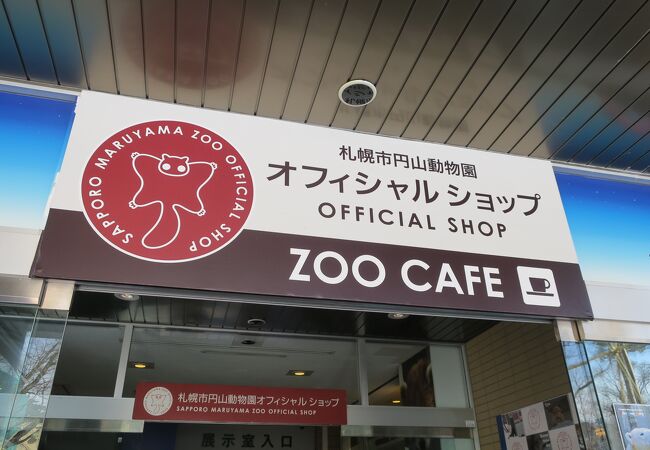 SAPPORO MARUYAMA ZOO OFFICIAL SHOP
札幌市円山動物園
オフィシャル ショップ
OFFICIAL SHOP
ZOO CAFE
札幌市円山動物園オフィシャル ショップ
SAPPORO MARUYAMA ZOO OFFICIAL SHOP
展示室入口